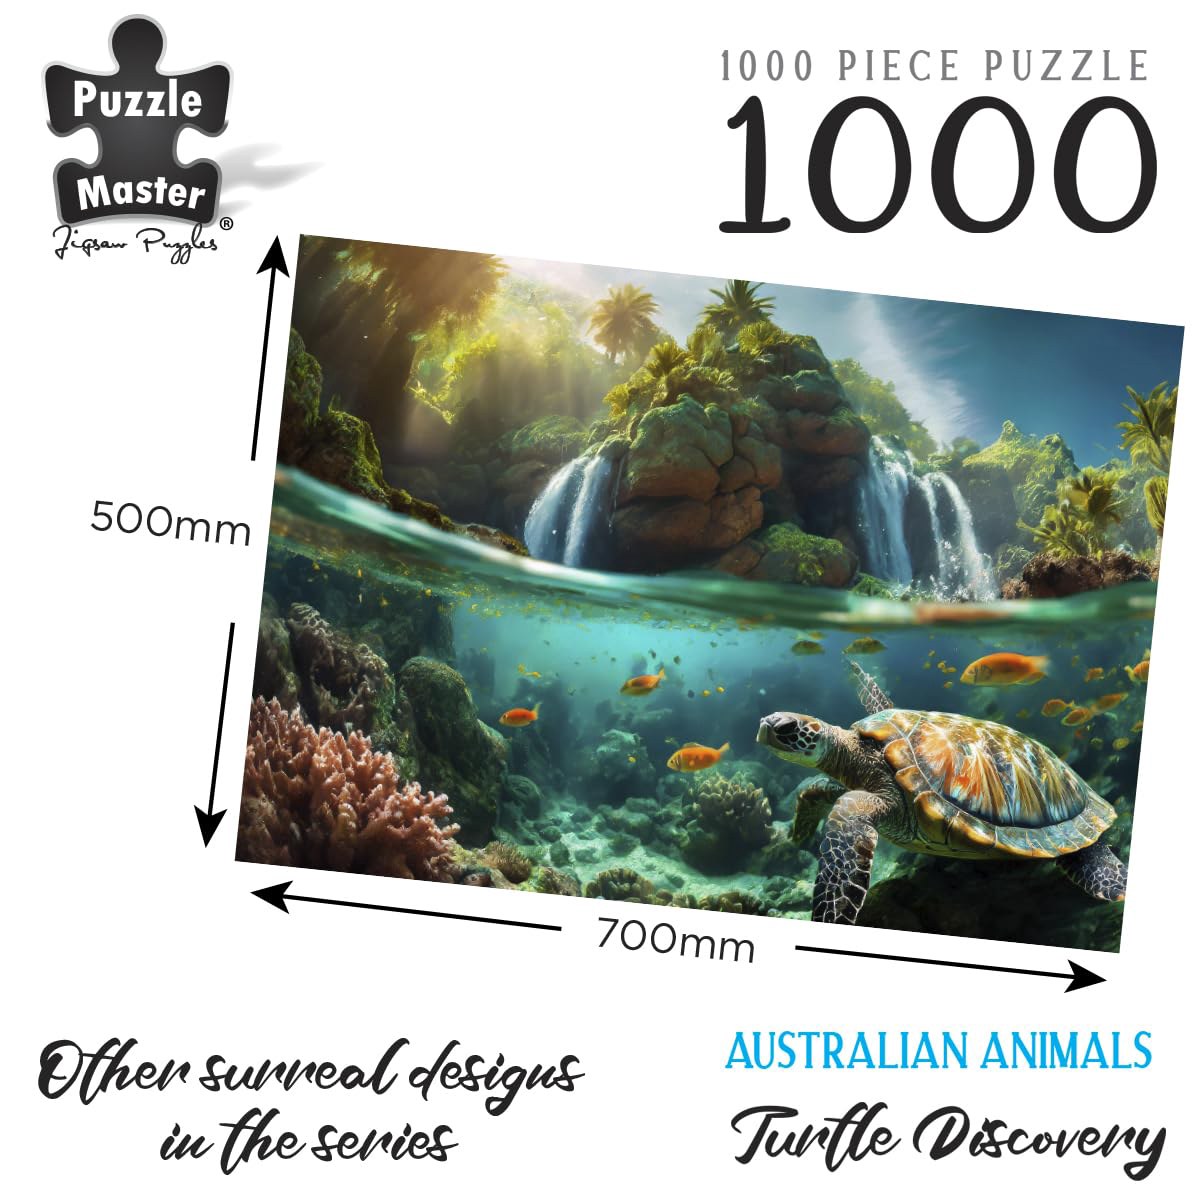 Puzzle
Master
®
Jigsaw Puzzles
1000 PIECE PUZZLE
1000
500mm
700mm
Other surreal designs
in the series
AUSTRALIAN ANIMALS
Turtle Discovery